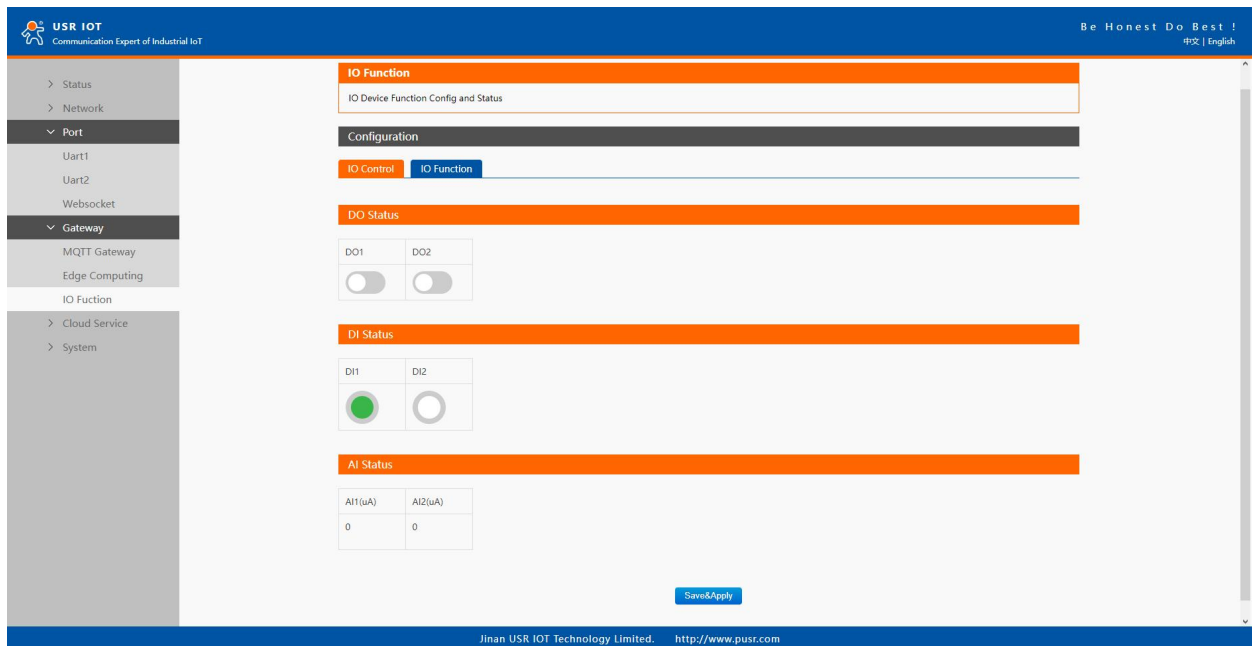 USR IOT
Communication Expert of Industrial IoT
Be Honest Do Best !
中文 | English
Status
Network
Port
Uart1
Uart2
Websocket
Gateway
MQTT Gateway
Edge Computing
IO Fuction
Cloud Service
System
IO Function
IO Device Function Config and Status
Configuration
IO Control IO Function
DO Status
DO1 DO2
DI Status
DI1 DI2
AI Status
AI1(uA) AI2(uA)
0 0
Save&Apply
Jinan USR IOT Technology Limited. http://www.pusr.com